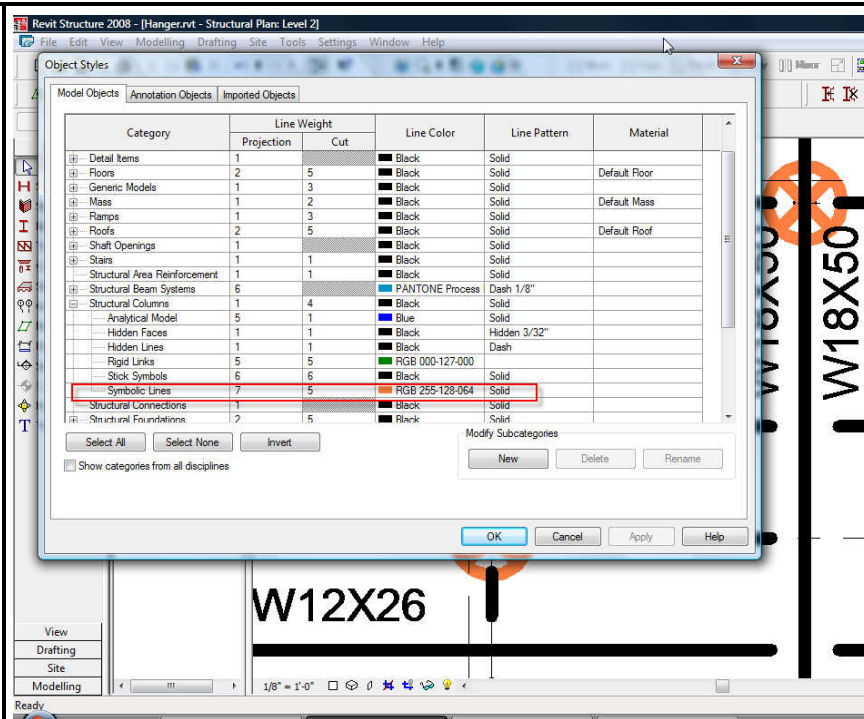 Revit Structure 2008 - [Hanger.rvt - Structural Plan: Level 2]
File Edit View Modelling Drafting Site Tools Settings Window Help
Object Styles
Mirror
Model Objects Annotation Objects Imported Objects
Category Line Weight Line Color Line Pattern Material
Projection Cut
Detail Items 1 Black Solid
Floors 2 5 Black Solid Default Floor
Generic Models 1 3 Black Solid
Mass 1 2 Black Solid Default Mass
Ramps 1 3 Black Solid
Roofs 2 5 Black Solid Default Roof
Shaft Openings 1 Black Solid
Stairs 1 1 Black Solid
Structural Area Reinforcement 1 1 Black Solid
Structural Beam Systems 6 PANTONE Process Dash 1/8"
Structural Columns 1 4 Black Solid
Analytical Model 5 1 Blue Solid
Hidden Faces 1 1 Black Hidden 3/32"
Hidden Lines 1 1 Black Dash
Rigid Links 5 5 RGB 000-127-000
Stick Symbols 6 6 Black Solid
Symbolic Lines 7 5 RGB 255-128-064 Solid
Structural Connections 1 Black Solid
Structural Foundations 2 5 Black Solid
Select All Select None Invert
Modify Subcategories
New Delete Rename
Show categories from all disciplines
OK Cancel Apply Help
W18X50
W18X50
W12X26
View
Drafting
Site
Modelling
1/8" = 1'-0"
Ready